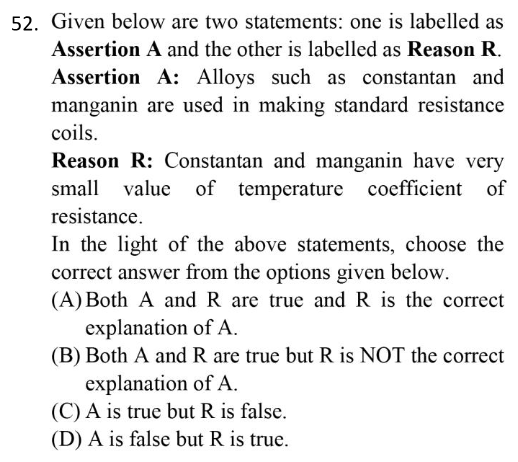 52. Given below are two statements: one is labelled as
Assertion A and the other is labelled as Reason R.
Assertion A: Alloys such as constantan and
manganin are used in making standard resistance
coils.
Reason R: Constantan and manganin have very
small value of temperature coefficient of
resistance.
In the light of the above statements, choose the
correct answer from the options given below.
(A) Both A and R are true and R is the correct
explanation of A.
(B) Both A and R are true but R is NOT the correct
explanation of A.
(C) A is true but R is false.
(D) A is false but R is true.